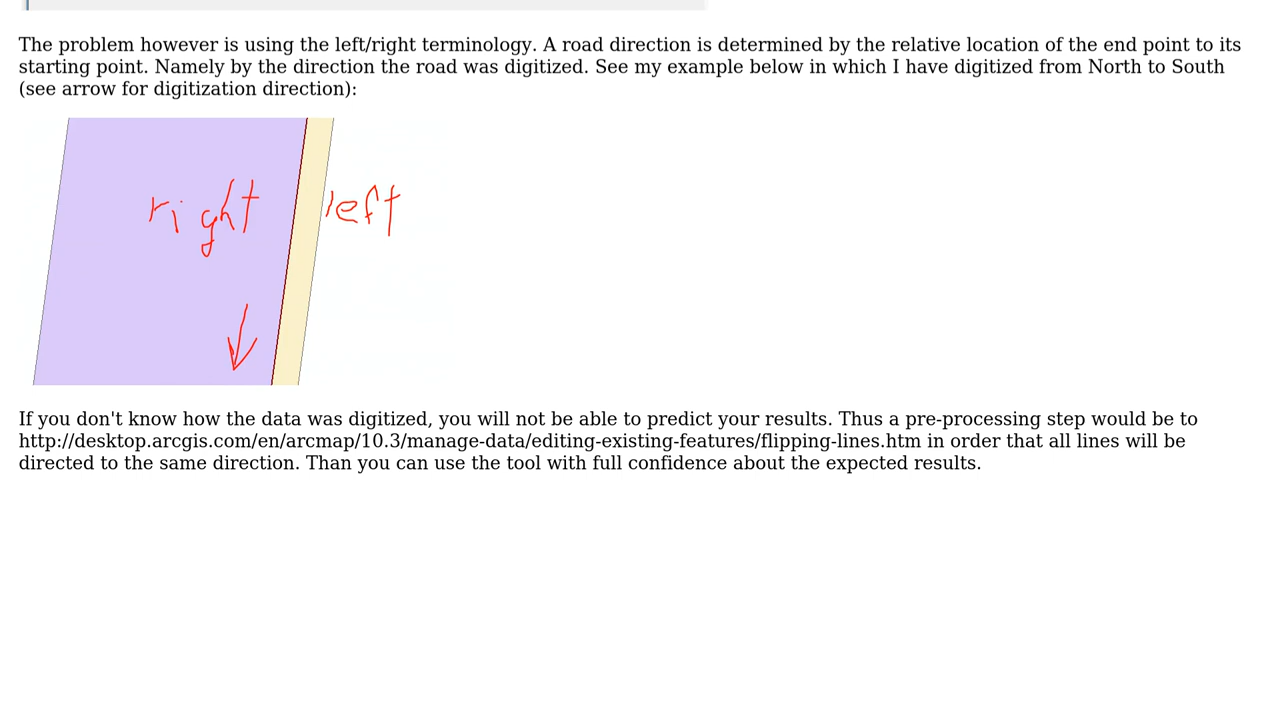 The problem however is using the left/right terminology. A road direction is determined by the relative location of the end point to its
starting point. Namely by the direction the road was digitized. See my example below in which I have digitized from North to South
(see arrow for digitization direction):
right left
If you don't know how the data was digitized, you will not be able to predict your results. Thus a pre-processing step would be to
http://desktop.arcgis.com/en/arcmap/10.3/manage-data/editing-existing-features/flipping-lines.htm in order that all lines will be
directed to the same direction. Than you can use the tool with full confidence about the expected results.